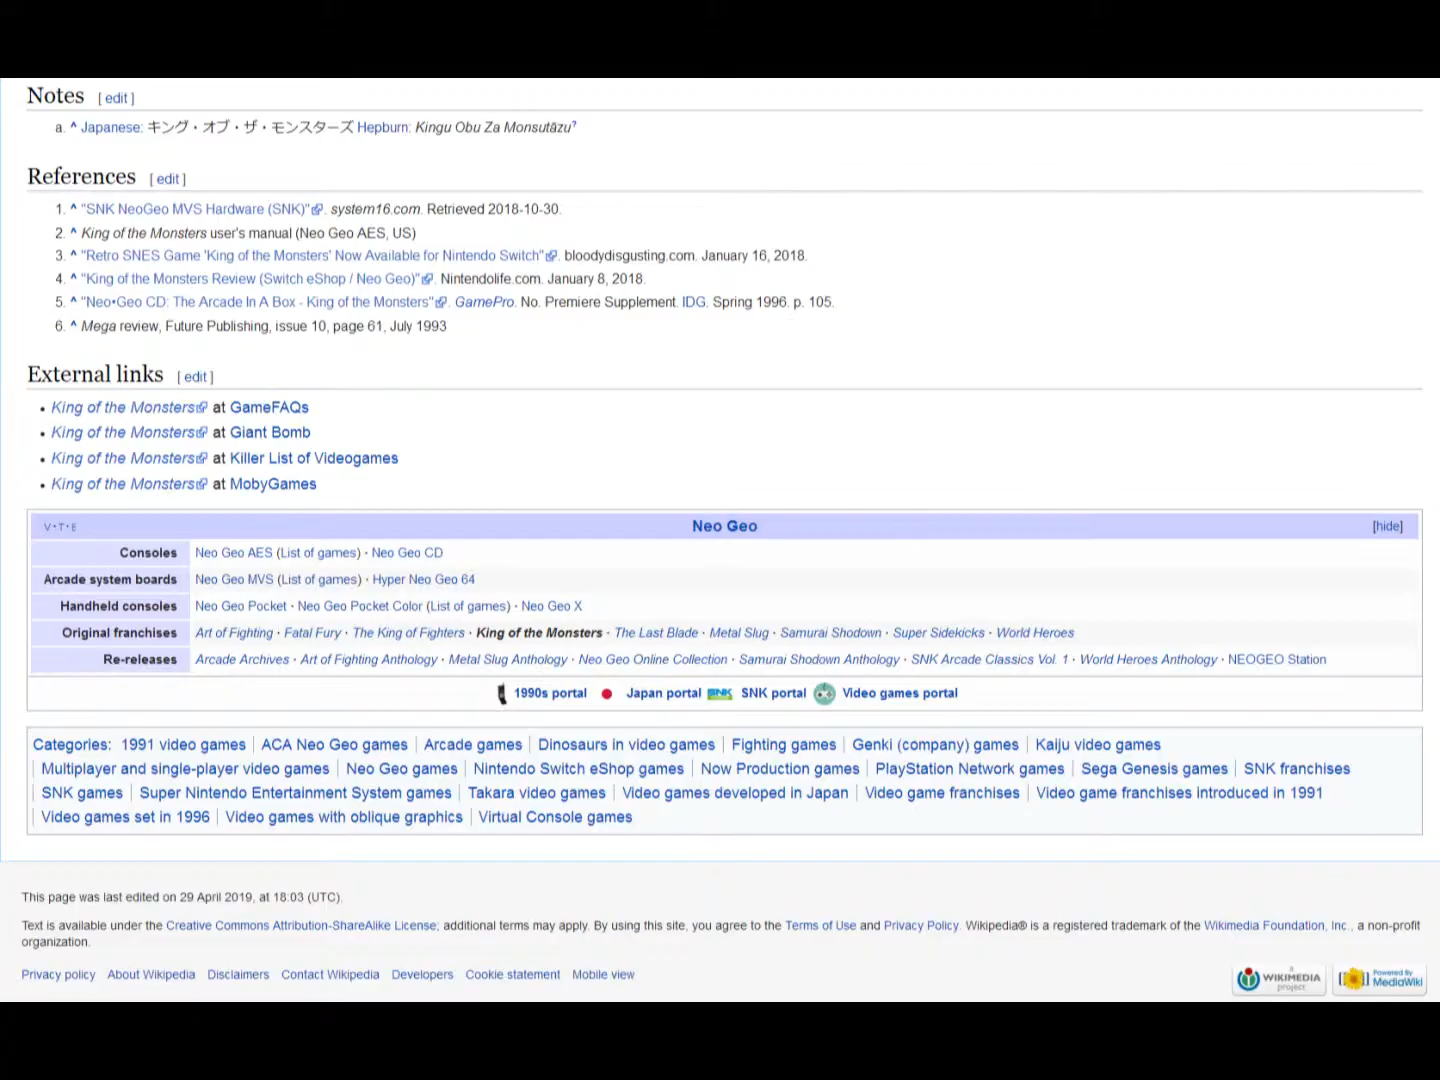 Notes [ edit ]
a. ^ Japanese: キング・オブ・ザ・モンスターズ Hepburn: Kingu Obu Za Monsutāzu?
References [ edit ]
1. ^ "SNK NeoGeo MVS Hardware (SNK)". system16.com. Retrieved 2018-10-30.
2. ^ King of the Monsters user's manual (Neo Geo AES, US)
3. ^ "Retro SNES Game 'King of the Monsters' Now Available for Nintendo Switch". bloodydisgusting.com. January 16, 2018.
4. ^ "King of the Monsters Review (Switch eShop / Neo Geo)". Nintendolife.com. January 8, 2018.
5. ^ "Neo•Geo CD: The Arcade In A Box - King of the Monsters". GamePro. No. Premiere Supplement. IDG. Spring 1996. p. 105.
6. ^ Mega review, Future Publishing, issue 10, page 61, July 1993
External links [ edit ]
• King of the Monsters at GameFAQs
• King of the Monsters at Giant Bomb
• King of the Monsters at Killer List of Videogames
• King of the Monsters at MobyGames
V · T · E Neo Geo [hide]
Consoles Neo Geo AES (List of games) · Neo Geo CD
Arcade system boards Neo Geo MVS (List of games) · Hyper Neo Geo 64
Handheld consoles Neo Geo Pocket · Neo Geo Pocket Color (List of games) · Neo Geo X
Original franchises Art of Fighting · Fatal Fury · The King of Fighters · King of the Monsters · The Last Blade · Metal Slug · Samurai Shodown · Super Sidekicks · World Heroes
Re-releases Arcade Archives · Art of Fighting Anthology · Metal Slug Anthology · Neo Geo Online Collection · Samurai Shodown Anthology · SNK Arcade Classics Vol. 1 · World Heroes Anthology · NEOGEO Station
1990s portal Japan portal SNK SNK portal Video games portal
Categories: 1991 video games | ACA Neo Geo games | Arcade games | Dinosaurs in video games | Fighting games | Genki (company) games | Kaiju video games
| Multiplayer and single-player video games | Neo Geo games | Nintendo Switch eShop games | Now Production games | PlayStation Network games | Sega Genesis games | SNK franchises
| SNK games | Super Nintendo Entertainment System games | Takara video games | Video games developed in Japan | Video game franchises | Video game franchises introduced in 1991
| Video games set in 1996 | Video games with oblique graphics | Virtual Console games
This page was last edited on 29 April 2019, at 18:03 (UTC).
Text is available under the Creative Commons Attribution-ShareAlike License; additional terms may apply. By using this site, you agree to the Terms of Use and Privacy Policy. Wikipedia® is a registered trademark of the Wikimedia Foundation, Inc., a non-profit
organization.
Privacy policy About Wikipedia Disclaimers Contact Wikipedia Developers Cookie statement Mobile view
a WIKIMEDIA project
Powered By MediaWiki